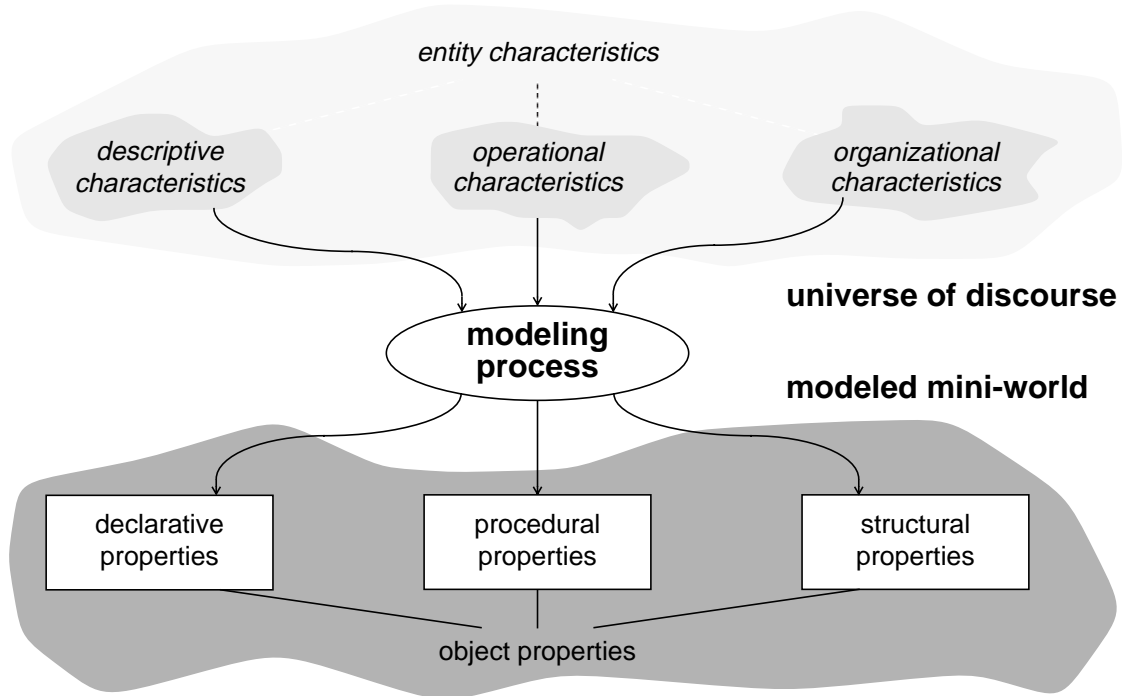 entity characteristics
descriptive
characteristics
operational
characteristics
organizational
characteristics
universe of discourse
modeling
process
modeled mini-world
declarative
properties
procedural
properties
structural
properties
object properties